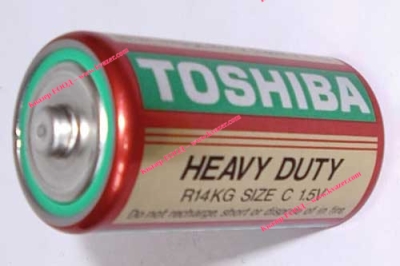 TOSHIBA
HEAVY DUTY
R14KG SIZE C 1.5V
Do not recharge, short or dispose of in fire